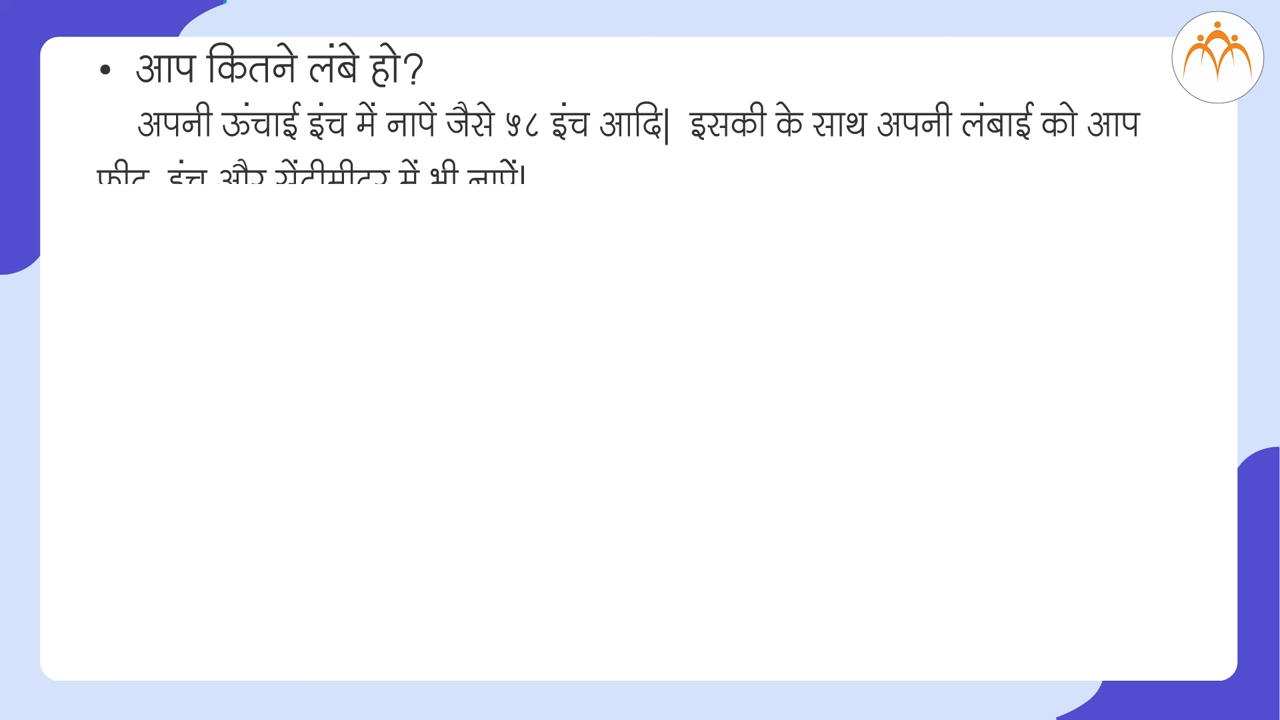 • आप कितने लंबे हो?
अपनी ऊंचाई इंच में नापें जैसे ५८ इंच आदि| इसकी के साथ अपनी लंबाई को आप
फीट, इंच और सेंटीमीटर में भी नापें|